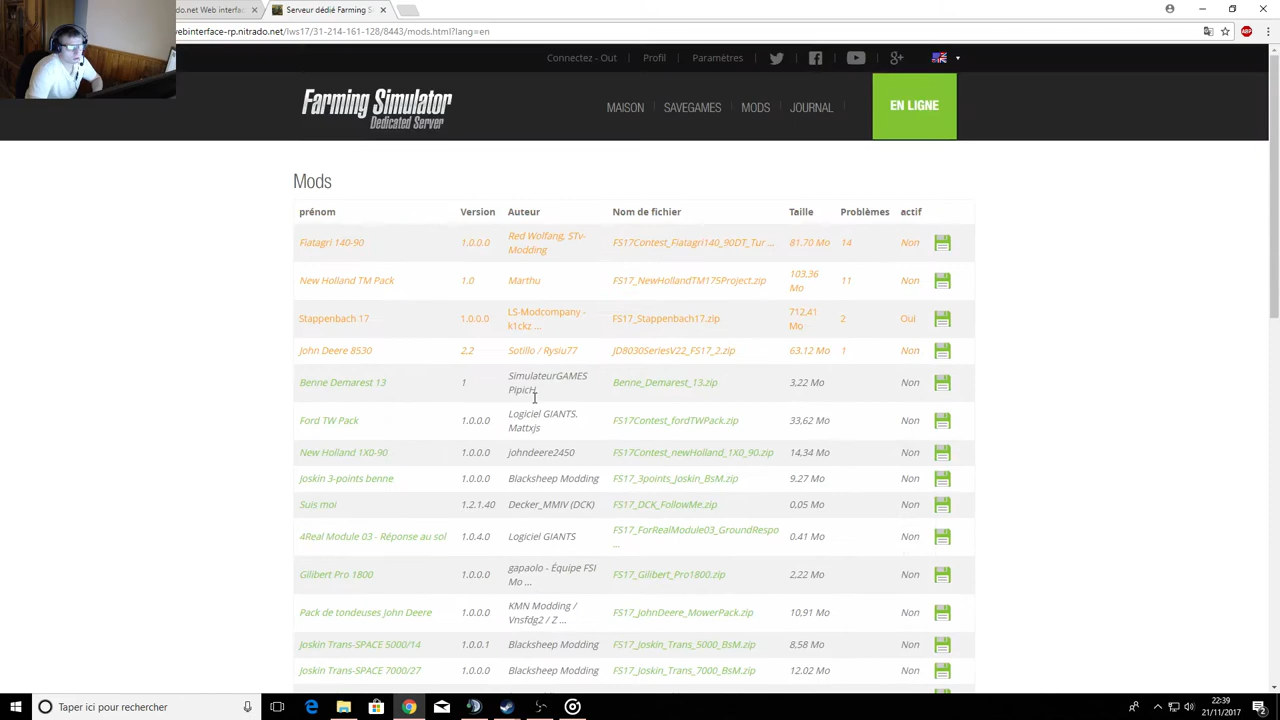 do.net Web interfac
Serveur dédié Farming S
webinterface-rp.nitrado.net/lws17/31-214-161-128/8443/mods.html?lang=en
Connectez - Out
Profil
Paramètres
Farming Simulator
Dedicated Server
MAISON
SAVEGAMES
MODS
JOURNAL
EN LIGNE
Mods
prénom Version Auteur Nom de fichier Taille Problèmes actif
Fiatagri 140-90 1.0.0.0 Red Wolfang, STv-Modding FS17Contest_Fiatagri140_90DT_Tur ... 81.70 Mo 14 Non
New Holland TM Pack 1.0 Marthu FS17_NewHollandTM175Project.zip 103,36 Mo 11 Non
Stappenbach 17 1.0.0.0 LS-Modcompany - k1ckz ... FS17_Stappenbach17.zip 712,41 Mo 2 Oui
John Deere 8530 2.2 Sotillo / Rysiu77 JD8030SeriesV22_FS17_2.zip 63.12 Mo 1 Non
Benne Demarest 13 1 SimulateurGAMES PipicH Benne_Demarest_13.zip 3,22 Mo Non
Ford TW Pack 1.0.0.0 Logiciel GIANTS. Mattxjs FS17Contest_fordTWPack.zip 33,62 Mo Non
New Holland 1X0-90 1.0.0.0 johndeere2450 FS17Contest_newHolland_1X0_90.zip 14,34 Mo Non
Joskin 3-points benne 1.0.0.0 Blacksheep Modding FS17_3points_Joskin_BsM.zip 9.27 Mo Non
Suis moi 1.2.1.40 Decker_MMIV (DCK) FS17_DCK_FollowMe.zip 0,05 Mo Non
4Real Module 03 - Réponse au sol 1.0.4.0 Logiciel GIANTS FS17_ForRealModule03_GroundRespo ... 0.41 Mo Non
Gilibert Pro 1800 1.0.0.0 gapaolo - Équipe FSI Mo ... FS17_Gilibert_Pro1800.zip 2,22 Mo Non
Pack de tondeuses John Deere 1.0.0.0 KMN Modding / Vnsfdg2 / Z ... FS17_JohnDeere_MowerPack.zip 10,91 Mo Non
Joskin Trans-SPACE 5000/14 1.0.0.1 Blacksheep Modding FS17_Joskin_Trans_5000_BsM.zip 8,58 Mo Non
Joskin Trans-SPACE 7000/27 1.0.0.0 Blacksheep Modding FS17_Joskin_Trans_7000_BsM.zip 12.02 Mo Non
Taper ici pour rechercher
22:39
21/11/2017